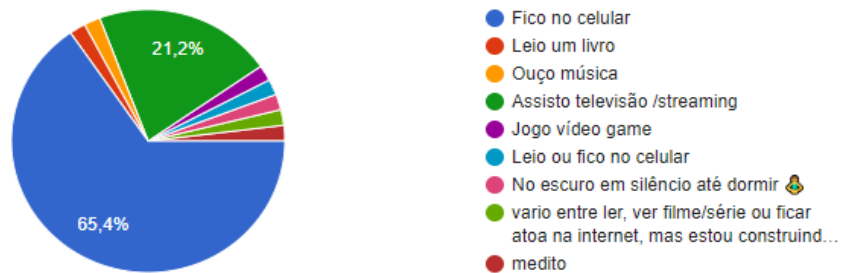 21,2%
65,4%
Fico no celular
Leio um livro
Ouço música
Assisto televisão /streaming
Jogo vídeo game
Leio ou fico no celular
No escuro em silêncio até dormir
vario entre ler, ver filme/série ou ficar
atoa na internet, mas estou construind...
medito